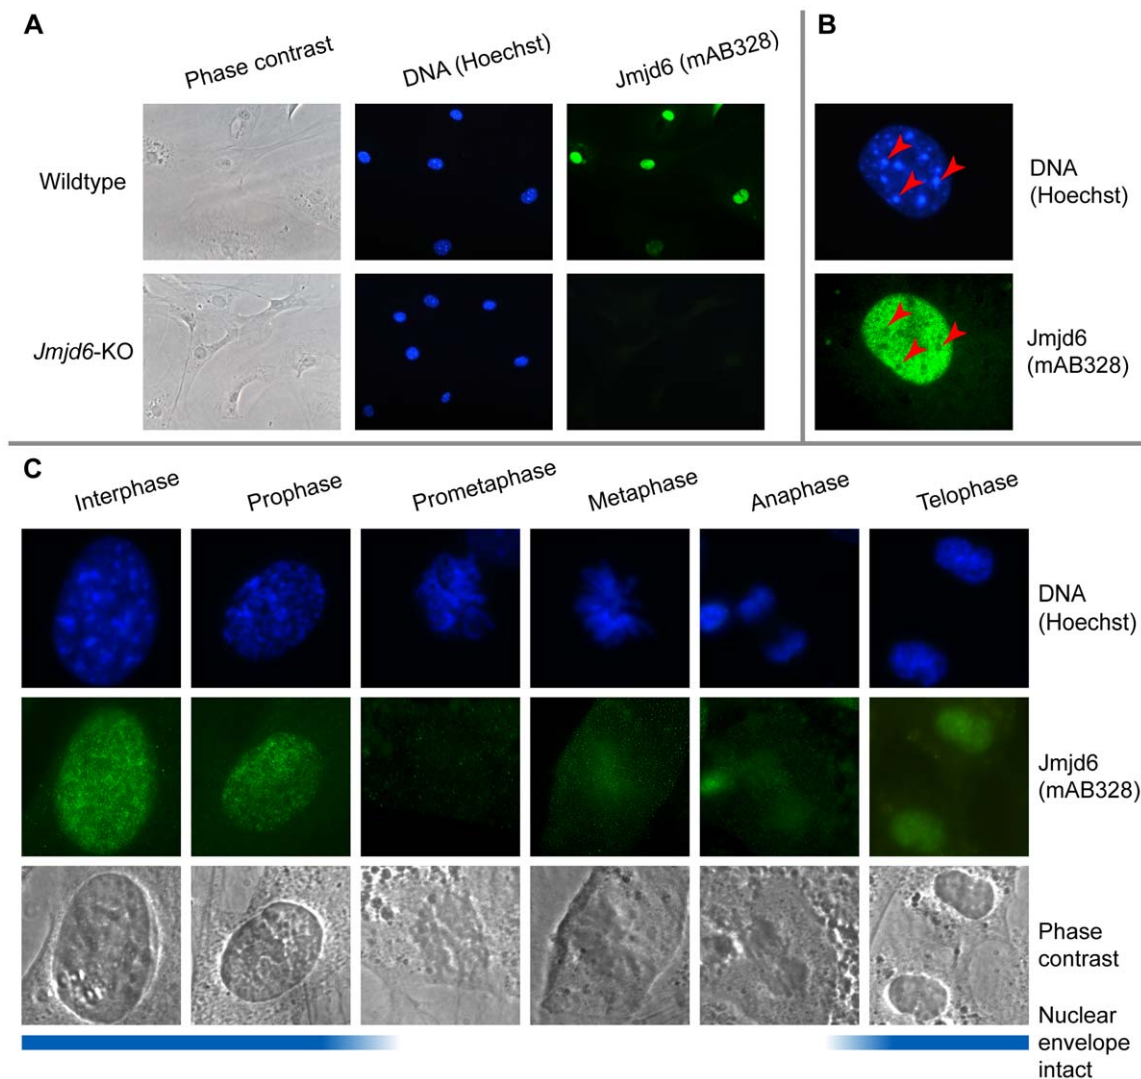 A
Phase contrast
DNA (Hoechst)
Jmjd6 (mAB328)
Wildtype
Jmjd6-KO
B
DNA
(Hoechst)
Jmjd6
(mAB328)
C
Interphase
Prophase
Prometaphase
Metaphase
Anaphase
Telophase
DNA
(Hoechst)
Jmjd6
(mAB328)
Phase
contrast
Nuclear
envelope
intact